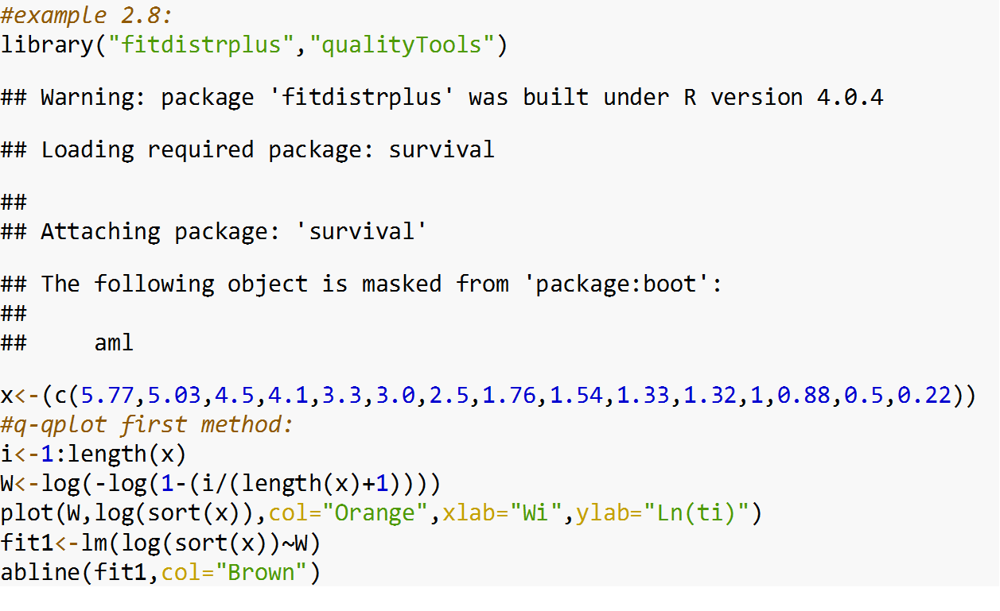 #example 2.8:
library("fitdistrplus","qualityTools")
## Warning: package 'fitdistrplus' was built under R version 4.0.4
## Loading required package: survival
##
## Attaching package: 'survival'
## The following object is masked from 'package:boot':
##
##     aml
x<-(c(5.77,5.03,4.5,4.1,3.3,3.0,2.5,1.76,1.54,1.33,1.32,1,0.88,0.5,0.22))
#q-qplot first method:
i<-1:length(x)
W<-log(-log(1-(i/(length(x)+1))))
plot(W,log(sort(x)),col="Orange",xlab="Wi",ylab="Ln(ti)")
fit1<-lm(log(sort(x))~W)
abline(fit1,col="Brown")